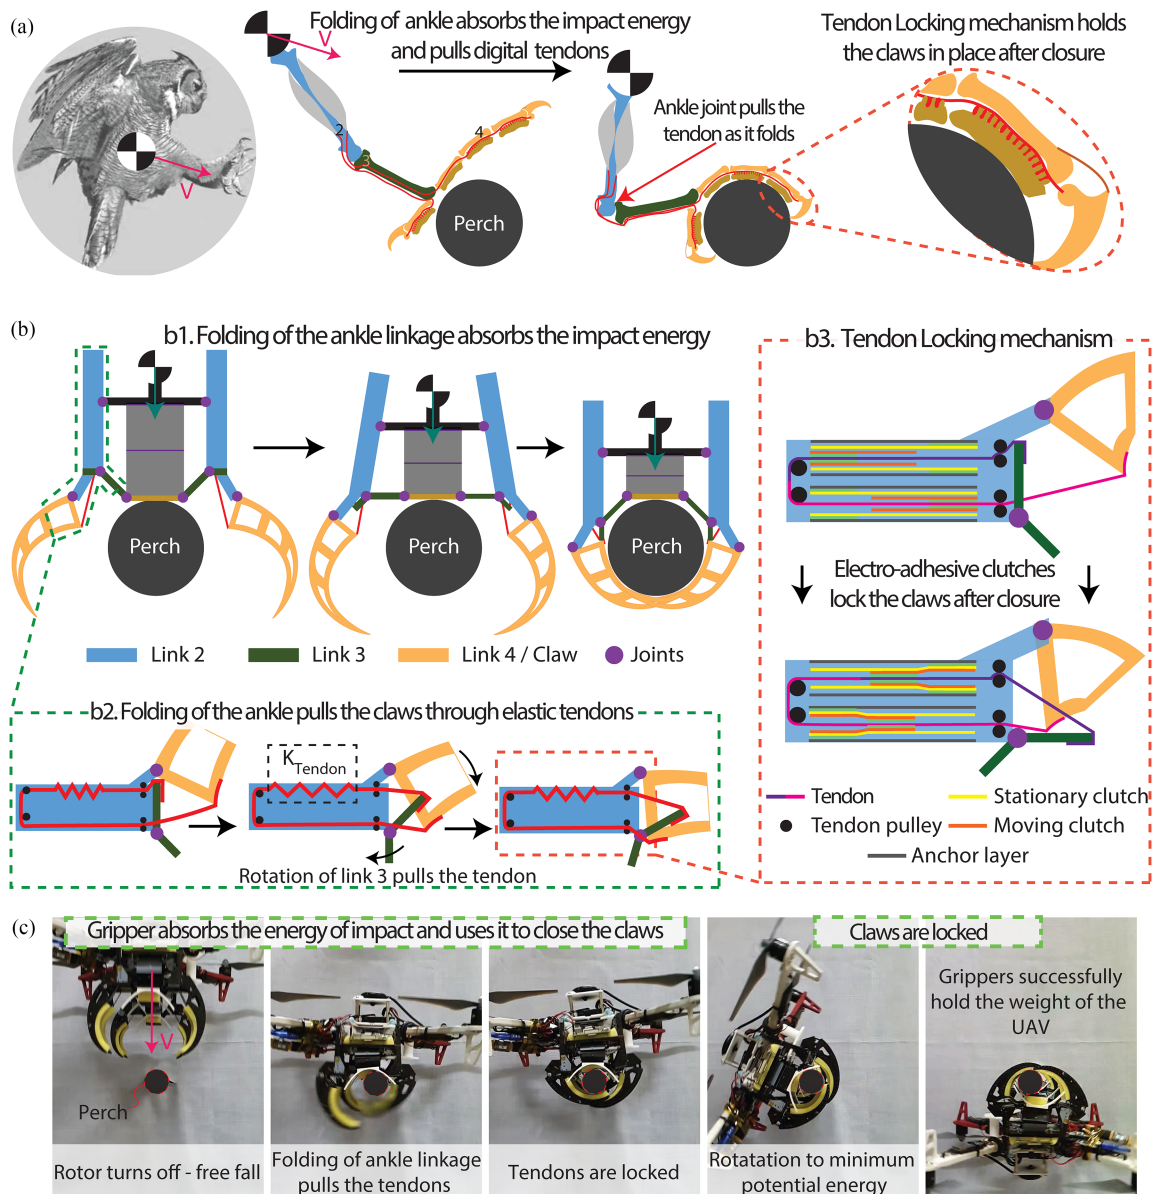 (a)
Folding of ankle absorbs the impact energy
and pulls digital tendons
Tendon Locking mechanism holds
the claws in place after closure
V
V
2
3
4
Ankle joint pulls the
tendon as it folds
Perch
Perch
(b)
b1. Folding of the ankle linkage absorbs the impact energy
Perch
Perch
Perch
Link 2
Link 3
Link 4 / Claw
Joints
b2. Folding of the ankle pulls the claws through elastic tendons
KTendon
Rotation of link 3 pulls the tendon
b3. Tendon Locking mechanism
Electro-adhesive clutches
lock the claws after closure
Tendon
Stationary clutch
Tendon pulley
Moving clutch
Anchor layer
(c)
Gripper absorbs the energy of impact and uses it to close the claws
Claws are locked
V
Perch
Grippers successfully
hold the weight of the
UAV
Rotor turns off - free fall
Folding of ankle linkage
pulls the tendons
Tendons are locked
Rotatation to minimum
potential energy